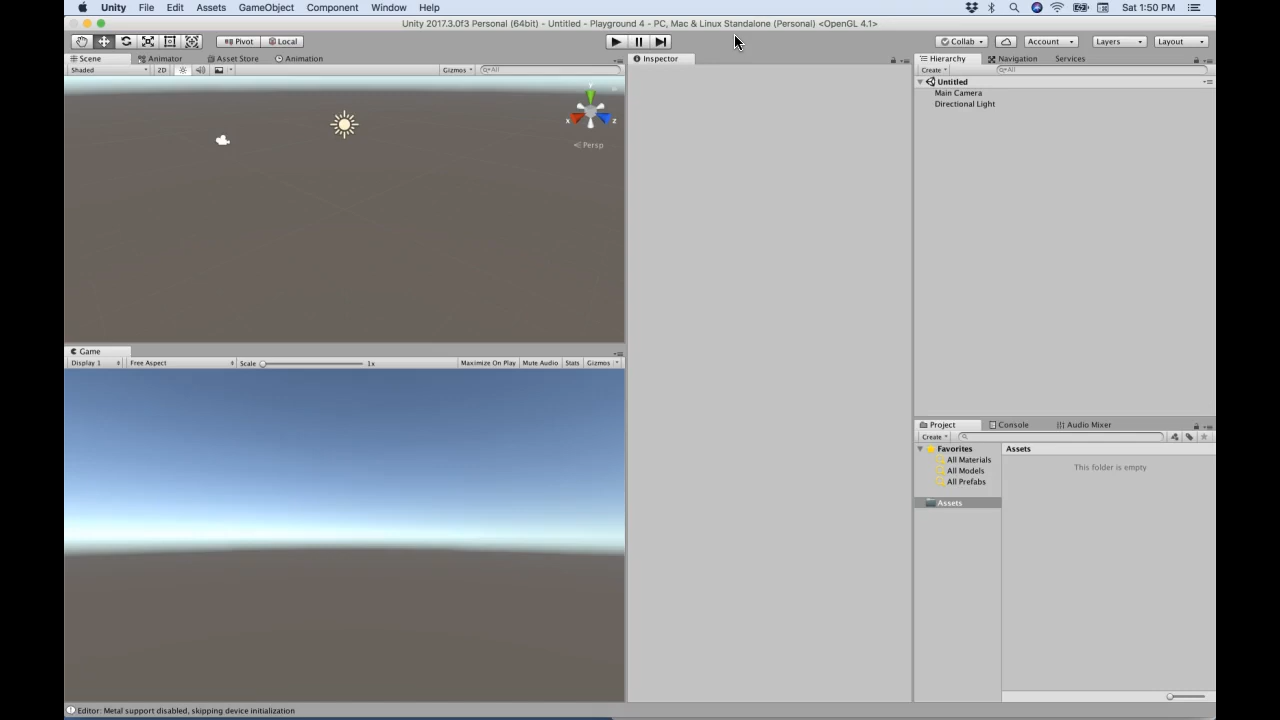 Unity File Edit Assets GameObject Component Window Help Sat 1:50 PM
Unity 2017.3.0f3 Personal (64bit) - Untitled - Playground 4 - PC, Mac & Linux Standalone (Personal) <OpenGL 4.1>
Pivot Local Collab Account Layers Layout
Scene Animator Asset Store Animation
Shaded 2D Gizmos All
y
x z
Persp
Inspector
Hierarchy Navigation Services
Create All
Untitled
Main Camera
Directional Light
Game
Display 1 Free Aspect Scale 1x Maximize On Play Mute Audio Stats Gizmos
Project Console Audio Mixer
Create
Favorites
All Materials
All Models
All Prefabs
Assets
Assets
This folder is empty
Editor: Metal support disabled, skipping device initialization